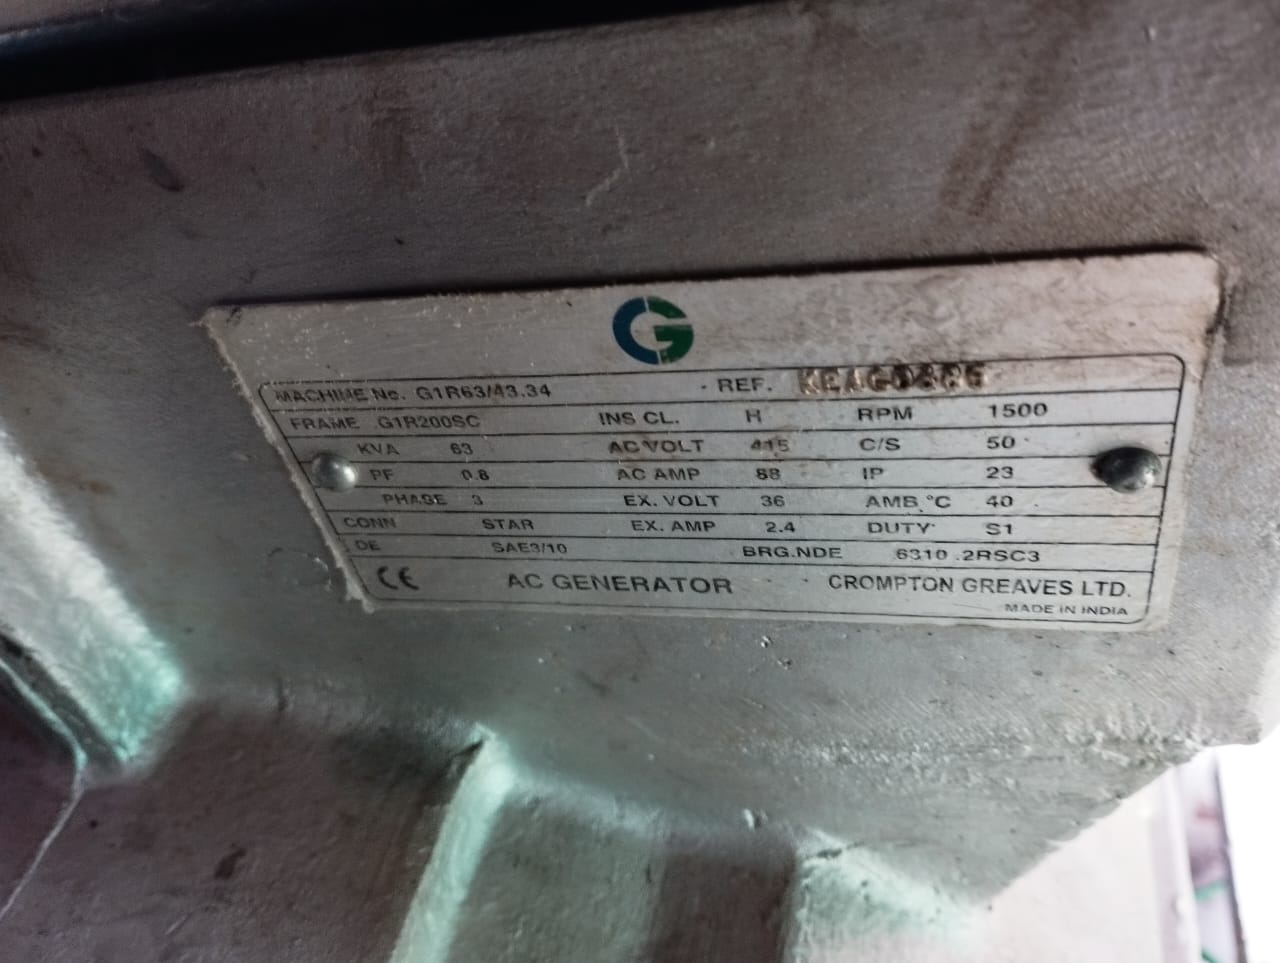 MACHINE No. G1R63/43.34 REF.
FRAME G1R200SC INS CL. H RPM 1500
KVA 63 AC VOLT 415 C/S 50
PF 0.8 AC AMP 88 IP 23
PHASE 3 EX. VOLT 36 AMB °C 40
CONN STAR EX. AMP 2.4 DUTY S1
DE SAE3/10 BRG.NDE 6310 .2RSC3
CE AC GENERATOR CROMPTON GREAVES LTD.
MADE IN INDIA